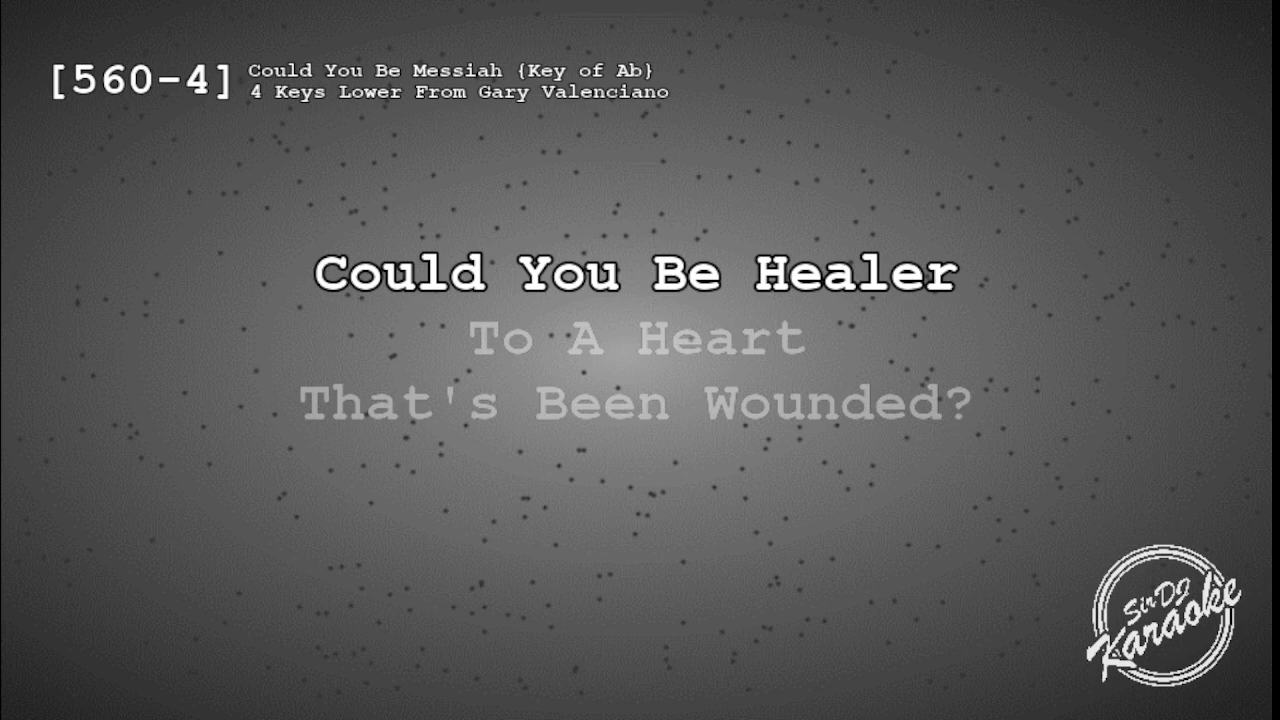 [560-4]
Could You Be Messiah {Key of Ab}
4 Keys Lower From Gary Valenciano
Could You Be Healer
To A Heart
That's Been Wounded?
Sir DJ
Karaoke